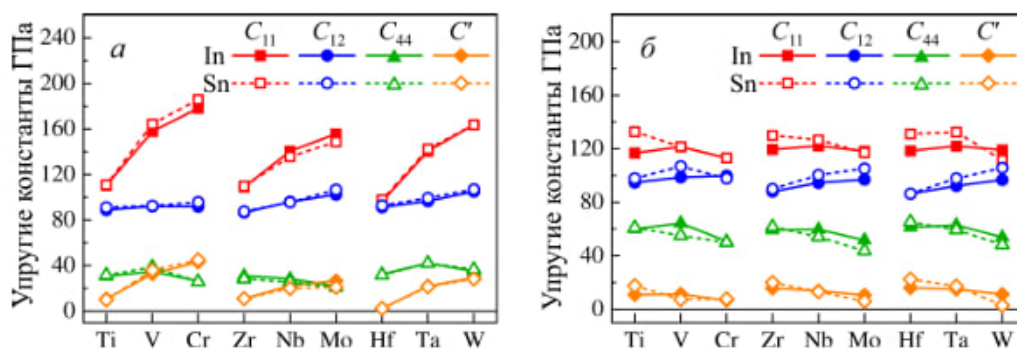 Упругие константы ГПа
240
200
160
120
80
40
0
а
C₁₁ C₁₂ C₄₄ C′
In
Sn
Ti V Cr Zr Nb Mo Hf Ta W
Упругие константы ГПа
200
160
120
80
40
0
б
C₁₁ C₁₂ C₄₄ C′
In
Sn
Ti V Cr Zr Nb Mo Hf Ta W